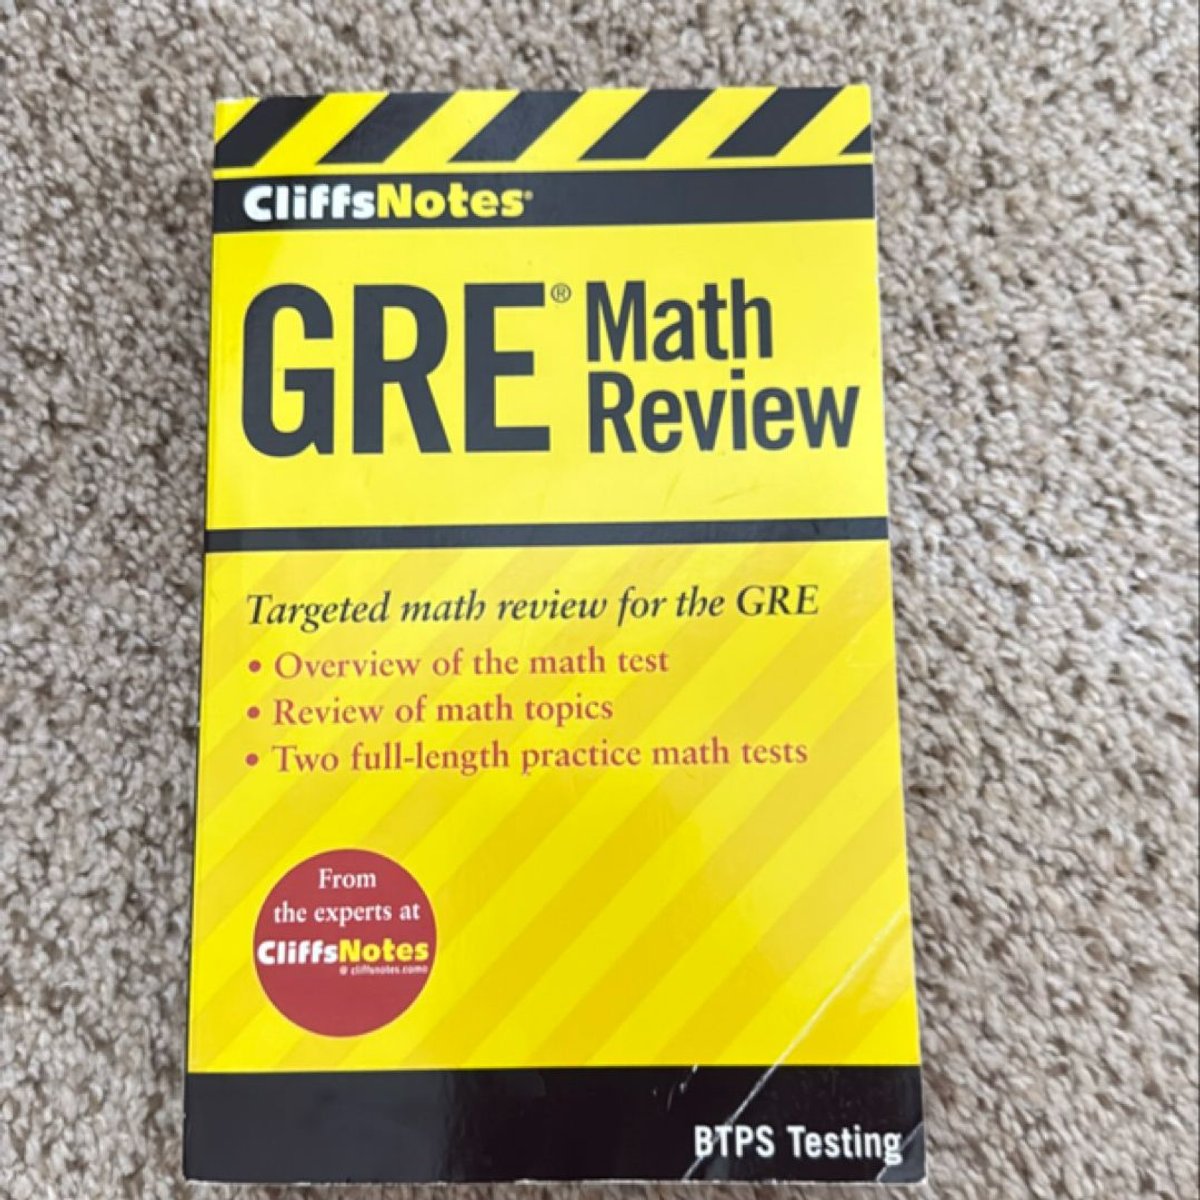 CliffsNotes®
GRE® Math
Review
Targeted math review for the GRE
• Overview of the math test
• Review of math topics
• Two full-length practice math tests
From
the experts at
CliffsNotes
BTPS Testing